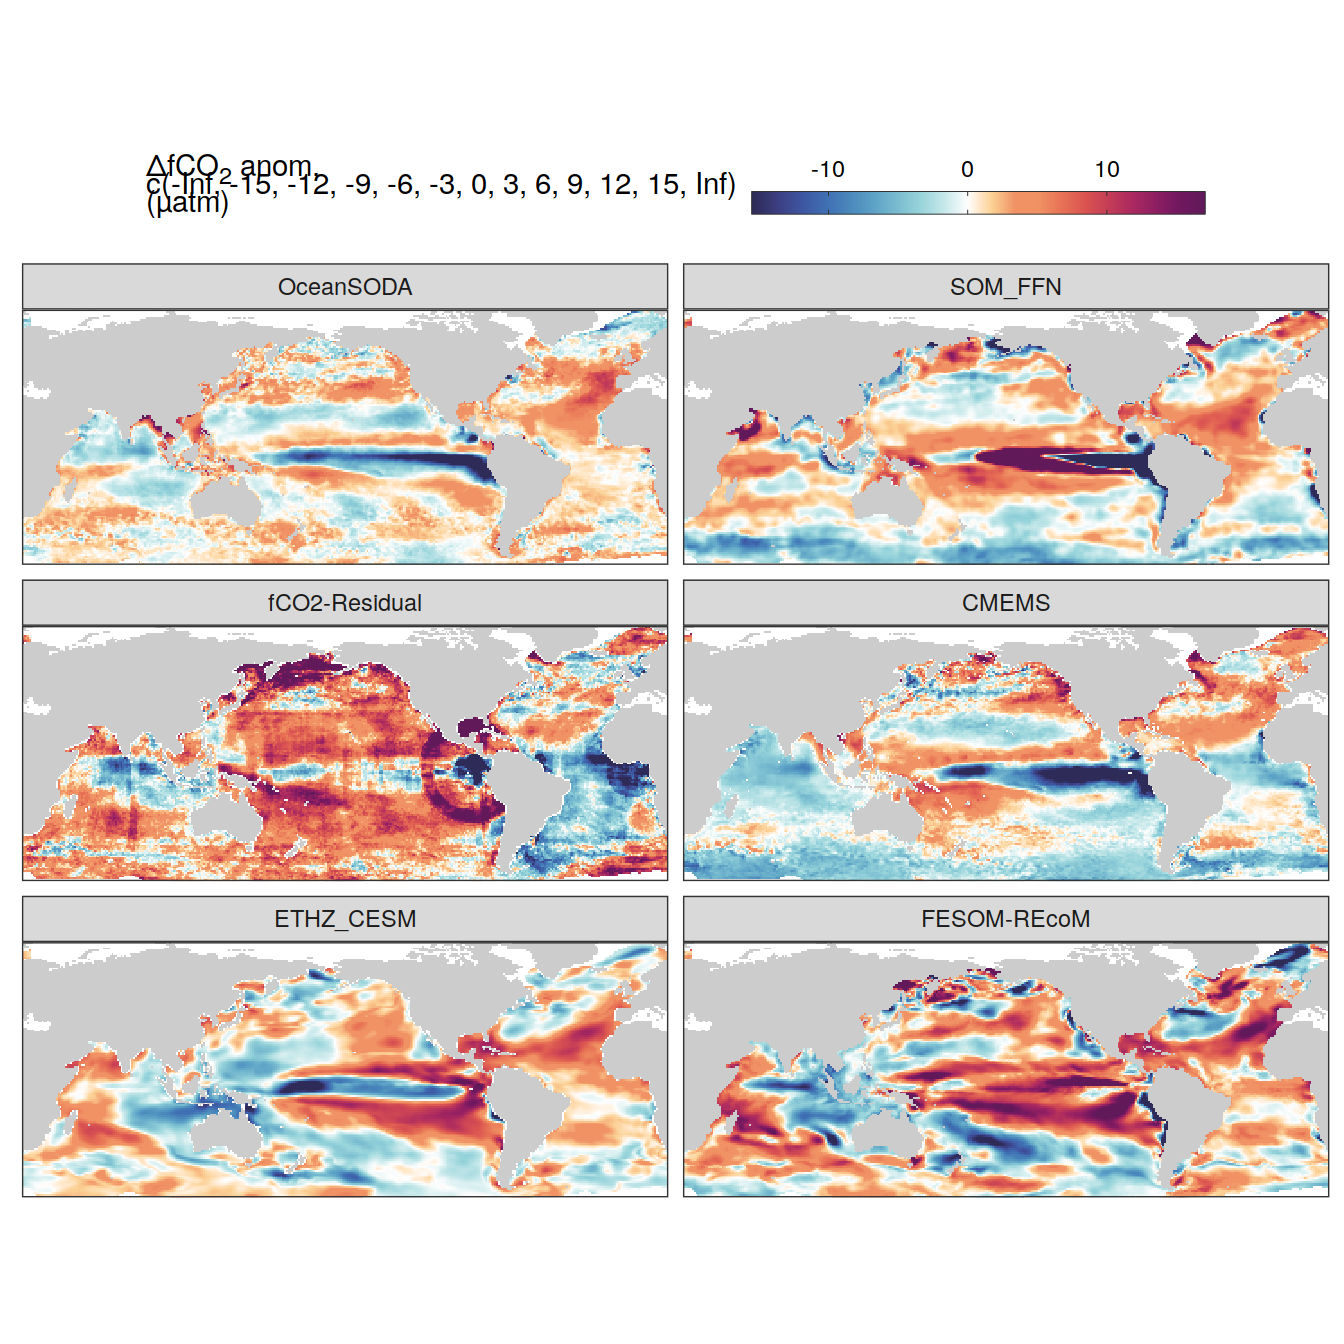 ΔfCO2 anom.
c(-Inf, -15, -12, -9, -6, -3, 0, 3, 6, 9, 12, 15, Inf)
(µatm)
-10 0 10
OceanSODA SOM_FFN
fCO2-Residual CMEMS
ETHZ_CESM FESOM-REcoM